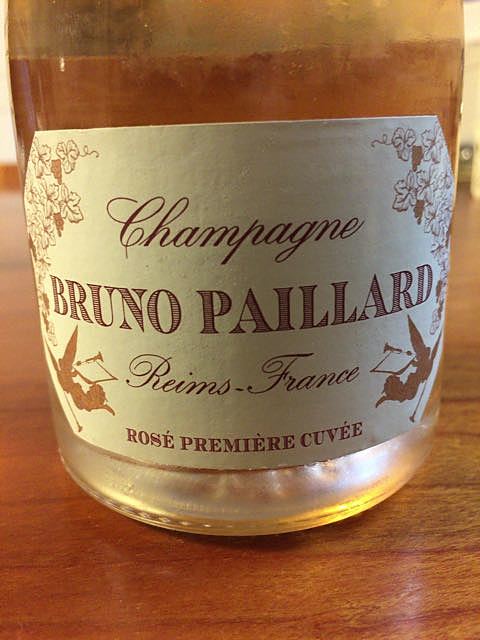 Champagne
BRUNO PAILLARD
Reims-France
ROSÉ PREMIÈRE CUVÉE